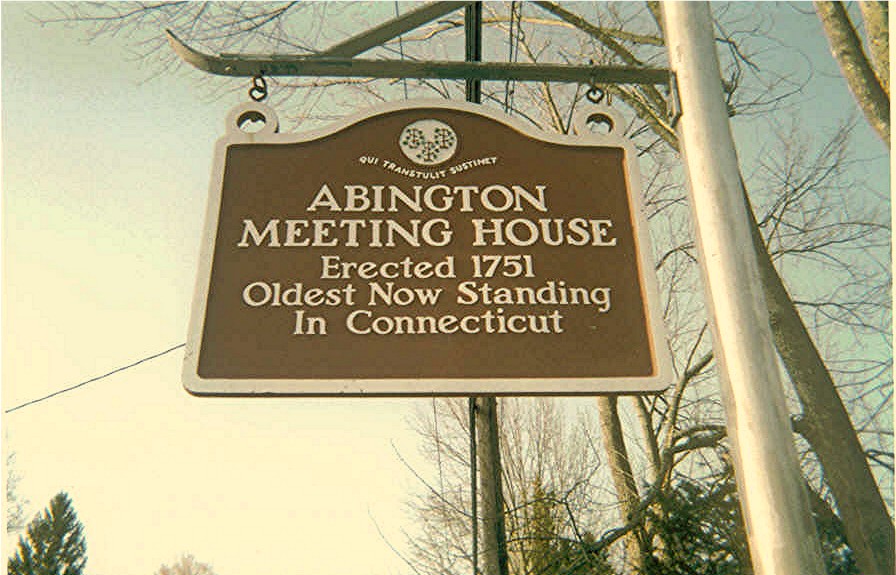 QUI TRANSTULIT SUSTINET
ABINGTON
MEETING HOUSE
Erected 1751
Oldest Now Standing
In Connecticut